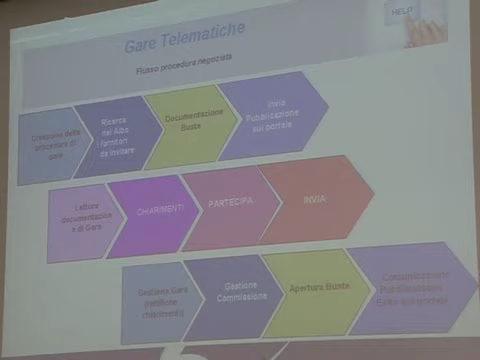 HELP
Gare Telematiche
Flusso procedura negoziata
Creazione della
procedura di
gara
Ricerca
nel Albo
i fornitori
da invitare
Documentazione
Busta
Invio
Pubblicazione
sul portale
Lettura
documentazion
e di Gara
CHIARIMENTI
PARTECIPA
INVIA
Gestione Gara
(rettifiche
chiarimenti)
Gestione
Commissione
Apertura Buste
Comunicazione
Pubblicazione
Esito sul portale